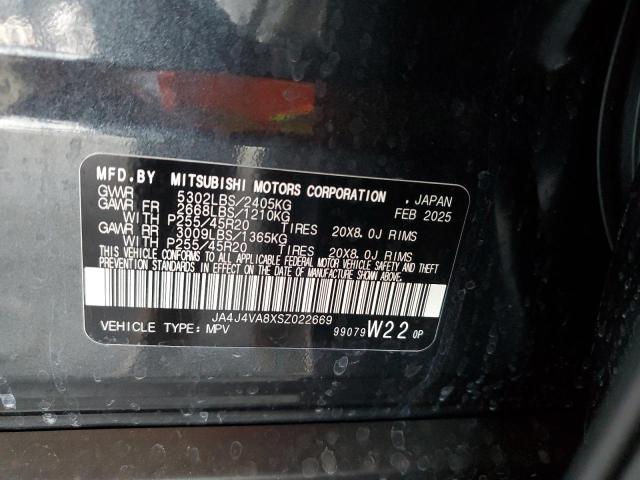 MFD.BY MITSUBISHI MOTORS CORPORATION , JAPAN
GVWR 5302LBS/2405KG FEB 2025
GAWR FR 2668LBS/1210KG
WITH P255/45R20 TIRES 20X8.0J RIMS
GAWR RR 3009LBS/1365KG
WITH P255/45R20 TIRES 20X8.0J RIMS
THIS VEHICLE CONFORMS TO ALL APPLICABLE FEDERAL MOTOR VEHICLE SAFETY AND THEFT
PREVENTION STANDARDS IN EFFECT ON THE DATE OF MANUFACTURE SHOWN ABOVE.
JA4J4VA8XSZ022669
VEHICLE TYPE: MPV 99079 W22 0P